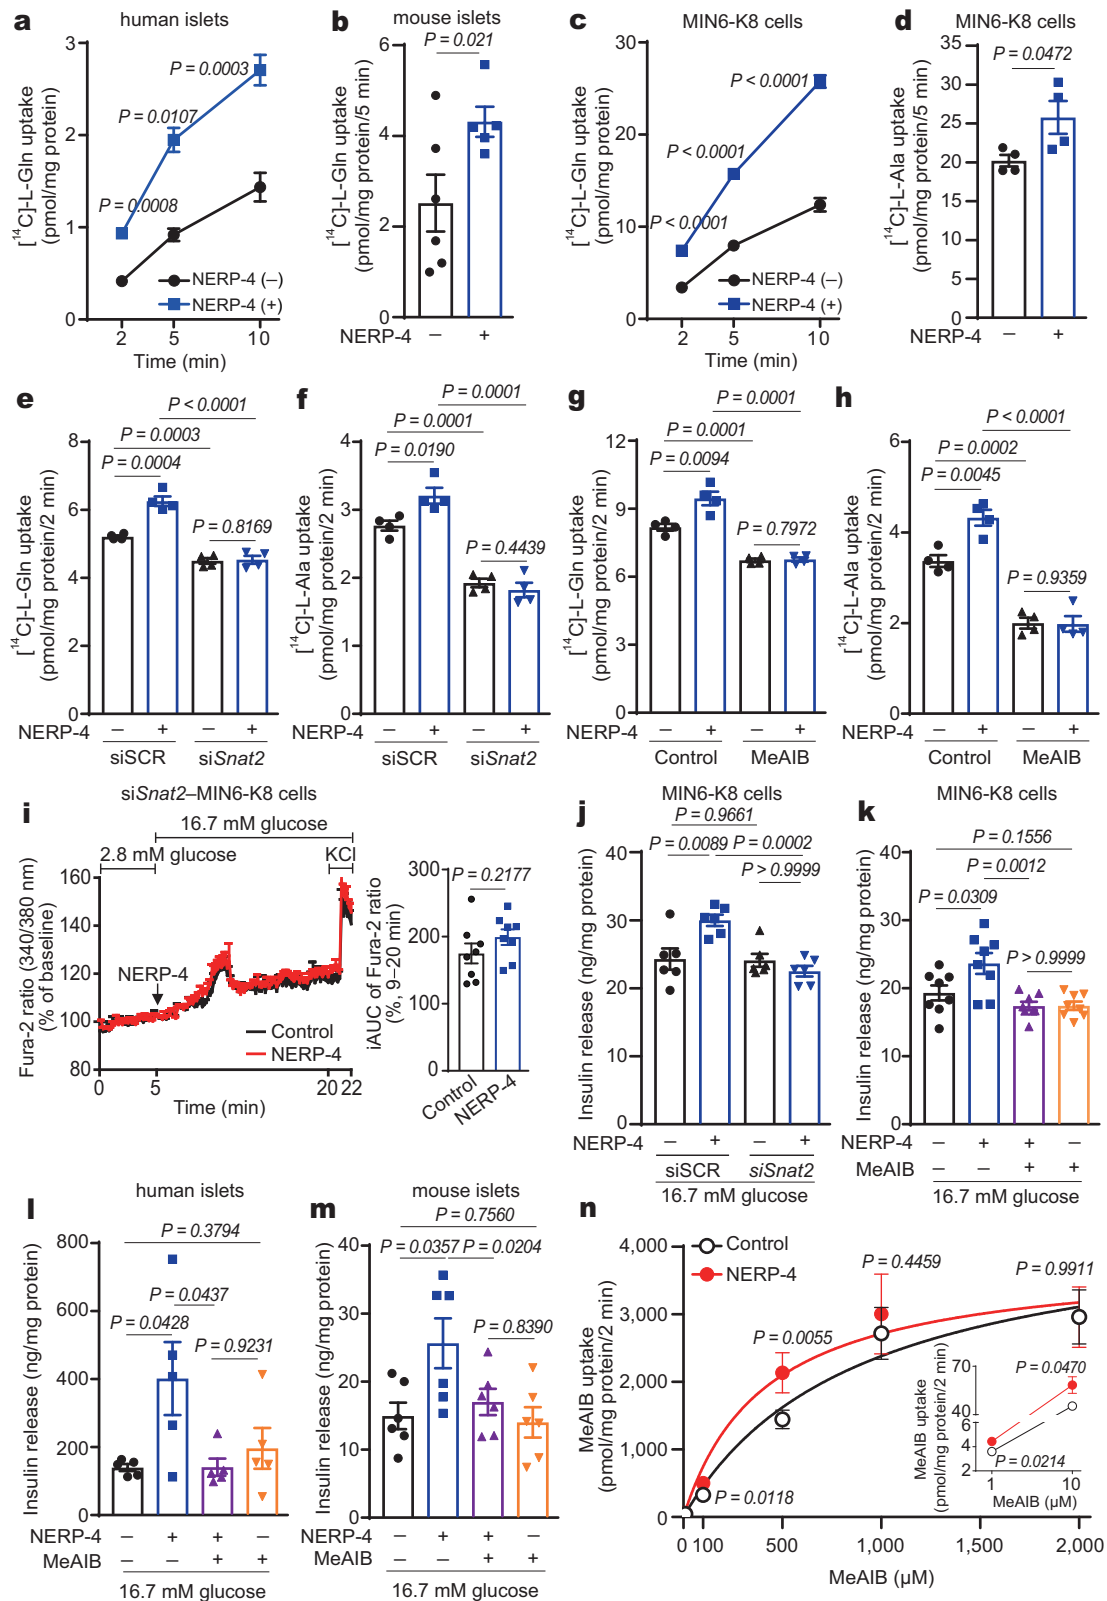 a
human islets
[14C]-L-Gln uptake
(pmol/mg protein)
3
2
1
0
P = 0.0003
P = 0.0107
P = 0.0008
NERP-4 (–)
NERP-4 (+)
2 5 10
Time (min)
b
mouse islets
[14C]-L-Gln uptake
(pmol/mg protein/5 min)
6
4
2
0
P = 0.021
NERP-4 – +
c
MIN6-K8 cells
[14C]-L-Gln uptake
(pmol/mg protein)
30
20
10
0
P < 0.0001
P < 0.0001
P < 0.0001
NERP-4 (–)
NERP-4 (+)
2 5 10
Time (min)
d
MIN6-K8 cells
[14C]-L-Ala uptake
(pmol/mg protein/5 min)
35
30
25
20
15
10
5
0
P = 0.0472
NERP-4 – +
e
[14C]-L-Gln uptake
(pmol/mg protein/2 min)
8
6
4
2
0
P < 0.0001
P = 0.0003
P = 0.0004
P = 0.8169
NERP-4 – + – +
siSCR siSnat2
f
[14C]-L-Ala uptake
(pmol/mg protein/2 min)
4
3
2
1
0
P = 0.0001
P = 0.0001
P = 0.0190
P = 0.4439
NERP-4 – + – +
siSCR siSnat2
g
[14C]-L-Gln uptake
(pmol/mg protein/2 min)
12
9
6
3
0
P = 0.0001
P = 0.0001
P = 0.0094
P = 0.7972
NERP-4 – + – +
Control MeAIB
h
[14C]-L-Ala uptake
(pmol/mg protein/2 min)
6
4
2
0
P < 0.0001
P = 0.0002
P = 0.0045
P = 0.9359
NERP-4 – + – +
Control MeAIB
i
siSnat2–MIN6-K8 cells
16.7 mM glucose
2.8 mM glucose
KCl
Fura-2 ratio (340/380 nm)
(% of baseline)
160
140
120
100
80
NERP-4
Control
NERP-4
0 5 20 22
Time (min)
iAUC of Fura-2 ratio
(%, 9–20 min)
300
200
100
0
P = 0.2177
Control
NERP-4
j
MIN6-K8 cells
Insulin release (ng/mg protein)
40
30
20
10
0
P = 0.9661
P = 0.0089
P = 0.0002
P > 0.9999
NERP-4 – + – +
siSCR siSnat2
16.7 mM glucose
k
MIN6-K8 cells
Insulin release (ng/mg protein)
40
30
20
10
0
P = 0.1556
P = 0.0012
P = 0.0309
P > 0.9999
NERP-4 – + + –
MeAIB – – + +
16.7 mM glucose
l
human islets
Insulin release (ng/mg protein)
800
600
400
200
0
P = 0.3794
P = 0.0437
P = 0.0428
P = 0.9231
NERP-4 – + + –
MeAIB – – + +
16.7 mM glucose
m
mouse islets
Insulin release (ng/mg protein)
40
30
20
10
0
P = 0.7560
P = 0.0357
P = 0.0204
P = 0.8390
NERP-4 – + + –
MeAIB – – + +
16.7 mM glucose
n
MeAIB uptake
(pmol/mg protein/2 min)
4,000
3,000
2,000
1,000
0
Control
NERP-4
P = 0.4459
P = 0.9911
P = 0.0055
P = 0.0118
0 100 500 1,000 1,500 2,000
MeAIB (µM)
MeAIB uptake
(pmol/mg protein/2 min)
70
40
6
4
2
P = 0.0470
P = 0.0214
1 10
MeAIB (µM)